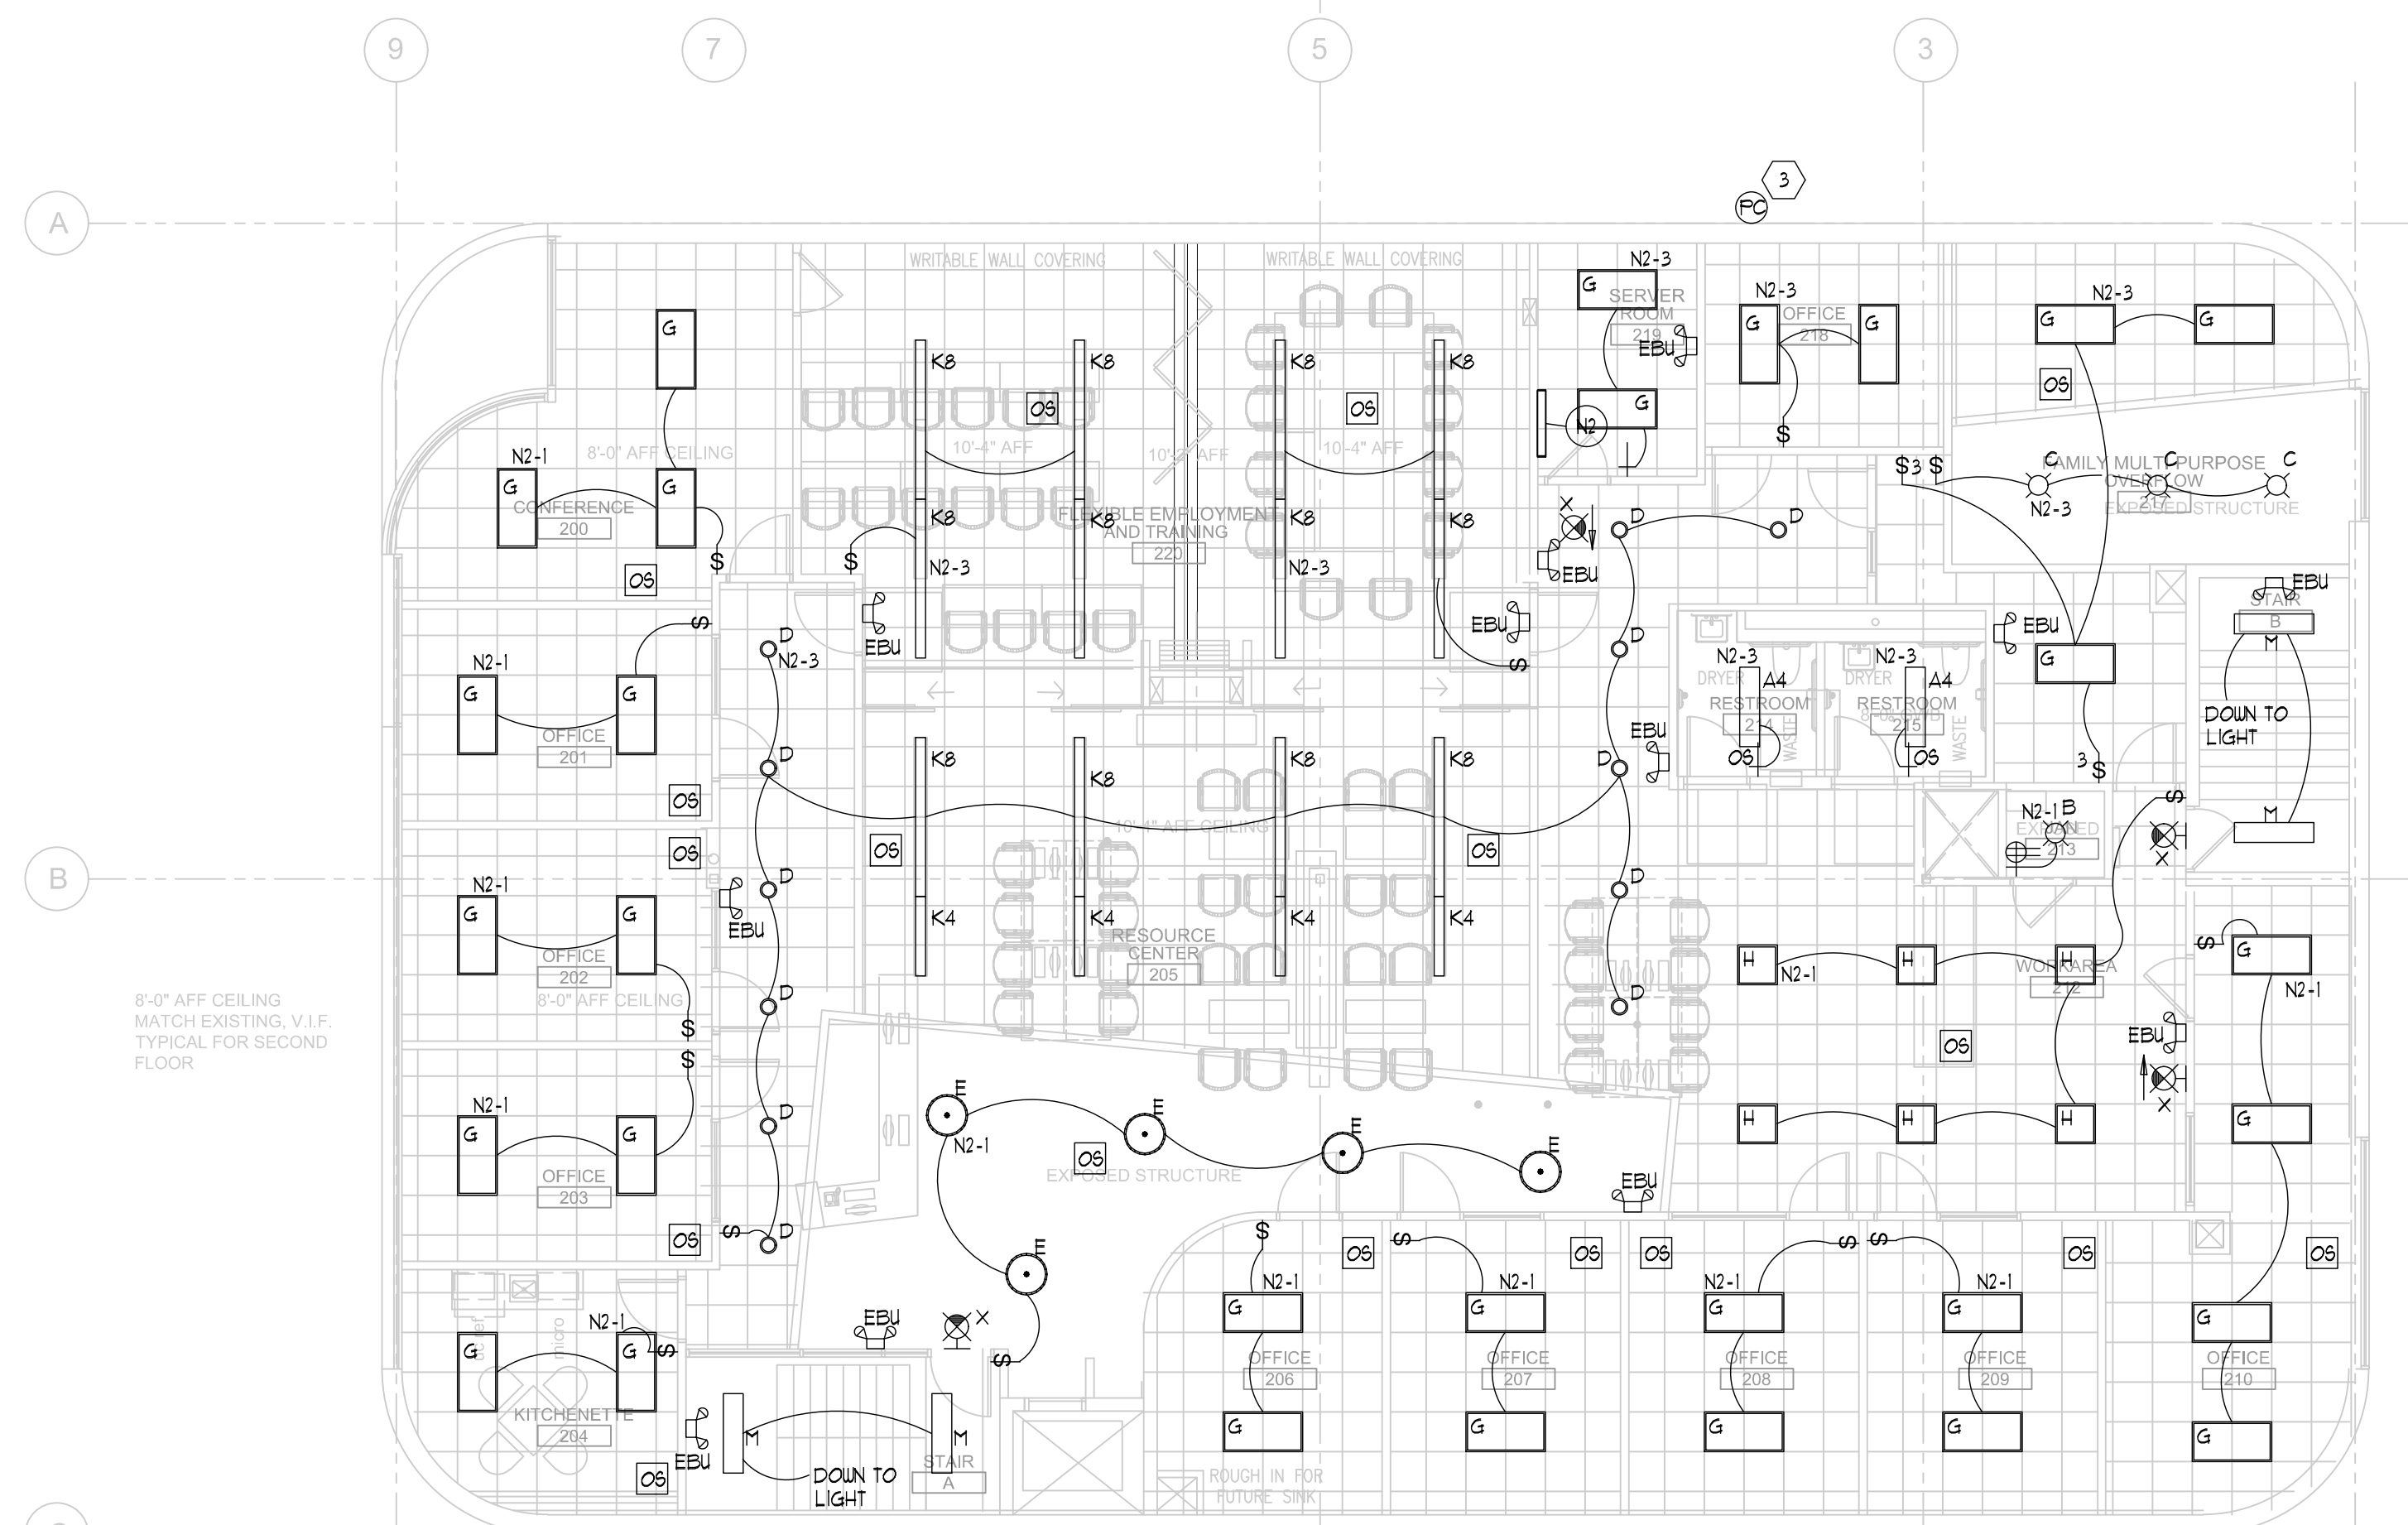 9
7
5
3
A
3
PC
WRITABLE WALL COVERING
WRITABLE WALL COVERING
N2-3
G
SERVER
ROOM
219
EBU
G
N2
N2-3
G
OFFICE
218
G
S
N2-3
G
G
OS
G
8'-0" AFF CEILING
N2-1
G
G
CONFERENCE
200
S
OS
K8
K8
K8
K8
OS
OS
10'-4" AFF
10'-4" AFF
K8
K8
K8
K8
FLEXIBLE EMPLOYMENT
AND TRAINING
220
S
N2-3
N2-3
X
D
D
EBU
S3
S
C
C
C
FAMILY MULTI PURPOSE
OVERFLOW
217
N2-3
EXPOSED STRUCTURE
EBU
STAIR
B
M
S
N2-1
G
G
OFFICE
201
OS
D
N2-3
EBU
EBU
S
D
EBU
N2-3
A4
DRYER
RESTROOM
214
WASTE
OS
N2-3
A4
DRYER
RESTROOM
215
WASTE
OS
EBU
G
3
S
DOWN TO
LIGHT
D
K8
K8
K8
K8
D
OS
10'-4" AFF CEILING
OS
N2-1
B
213
S
X
M
B
OS
N2-1
G
G
OFFICE
202
8'-0" AFF CEILING
S
D
EBU
K4
K4
K4
K4
RESOURCE
CENTER
205
D
H
N2-1
H
H
WORKAREA
212
S
G
N2-1
8'-0" AFF CEILING
MATCH EXISTING, V.I.F.
TYPICAL FOR SECOND
FLOOR
D
D
OS
EBU
X
S
N2-1
G
G
OFFICE
203
OS
D
S
D
E
N2-1
E
E
E
OS
EXPOSED STRUCTURE
E
EBU
H
H
H
G
S
OS
S
OS
OS
S
S
OS
OS
N2-1
G
G
S
KITCHENETTE
204
micro
OS
EBU
X
S
EBU
M
M
DOWN TO
LIGHT
STAIR
A
N2-1
G
OFFICE
206
G
N2-1
G
OFFICE
207
G
N2-1
G
OFFICE
208
G
N2-1
G
OFFICE
209
G
G
OFFICE
210
G
ROUGH IN FOR
FUTURE SINK